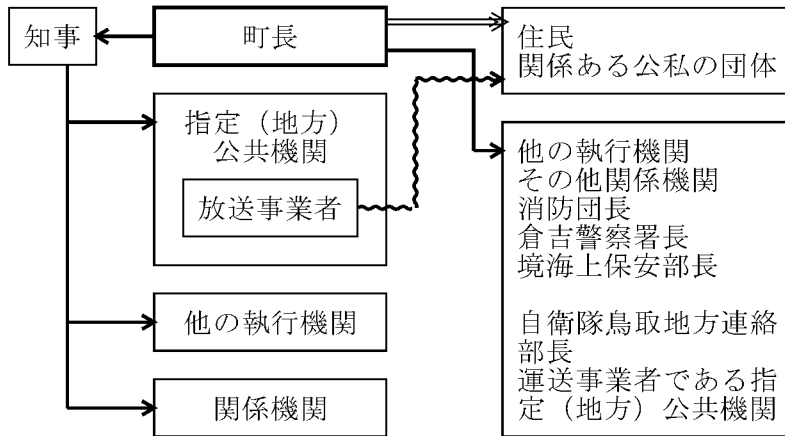 知事
町長
住民
関係ある公私の団体
指定（地方）
公共機関
放送事業者
他の執行機関
その他関係機関
消防団長
倉吉警察署長
境海上保安部長
自衛隊鳥取地方連絡
部長
運送事業者である指
定（地方）公共機関
他の執行機関
関係機関